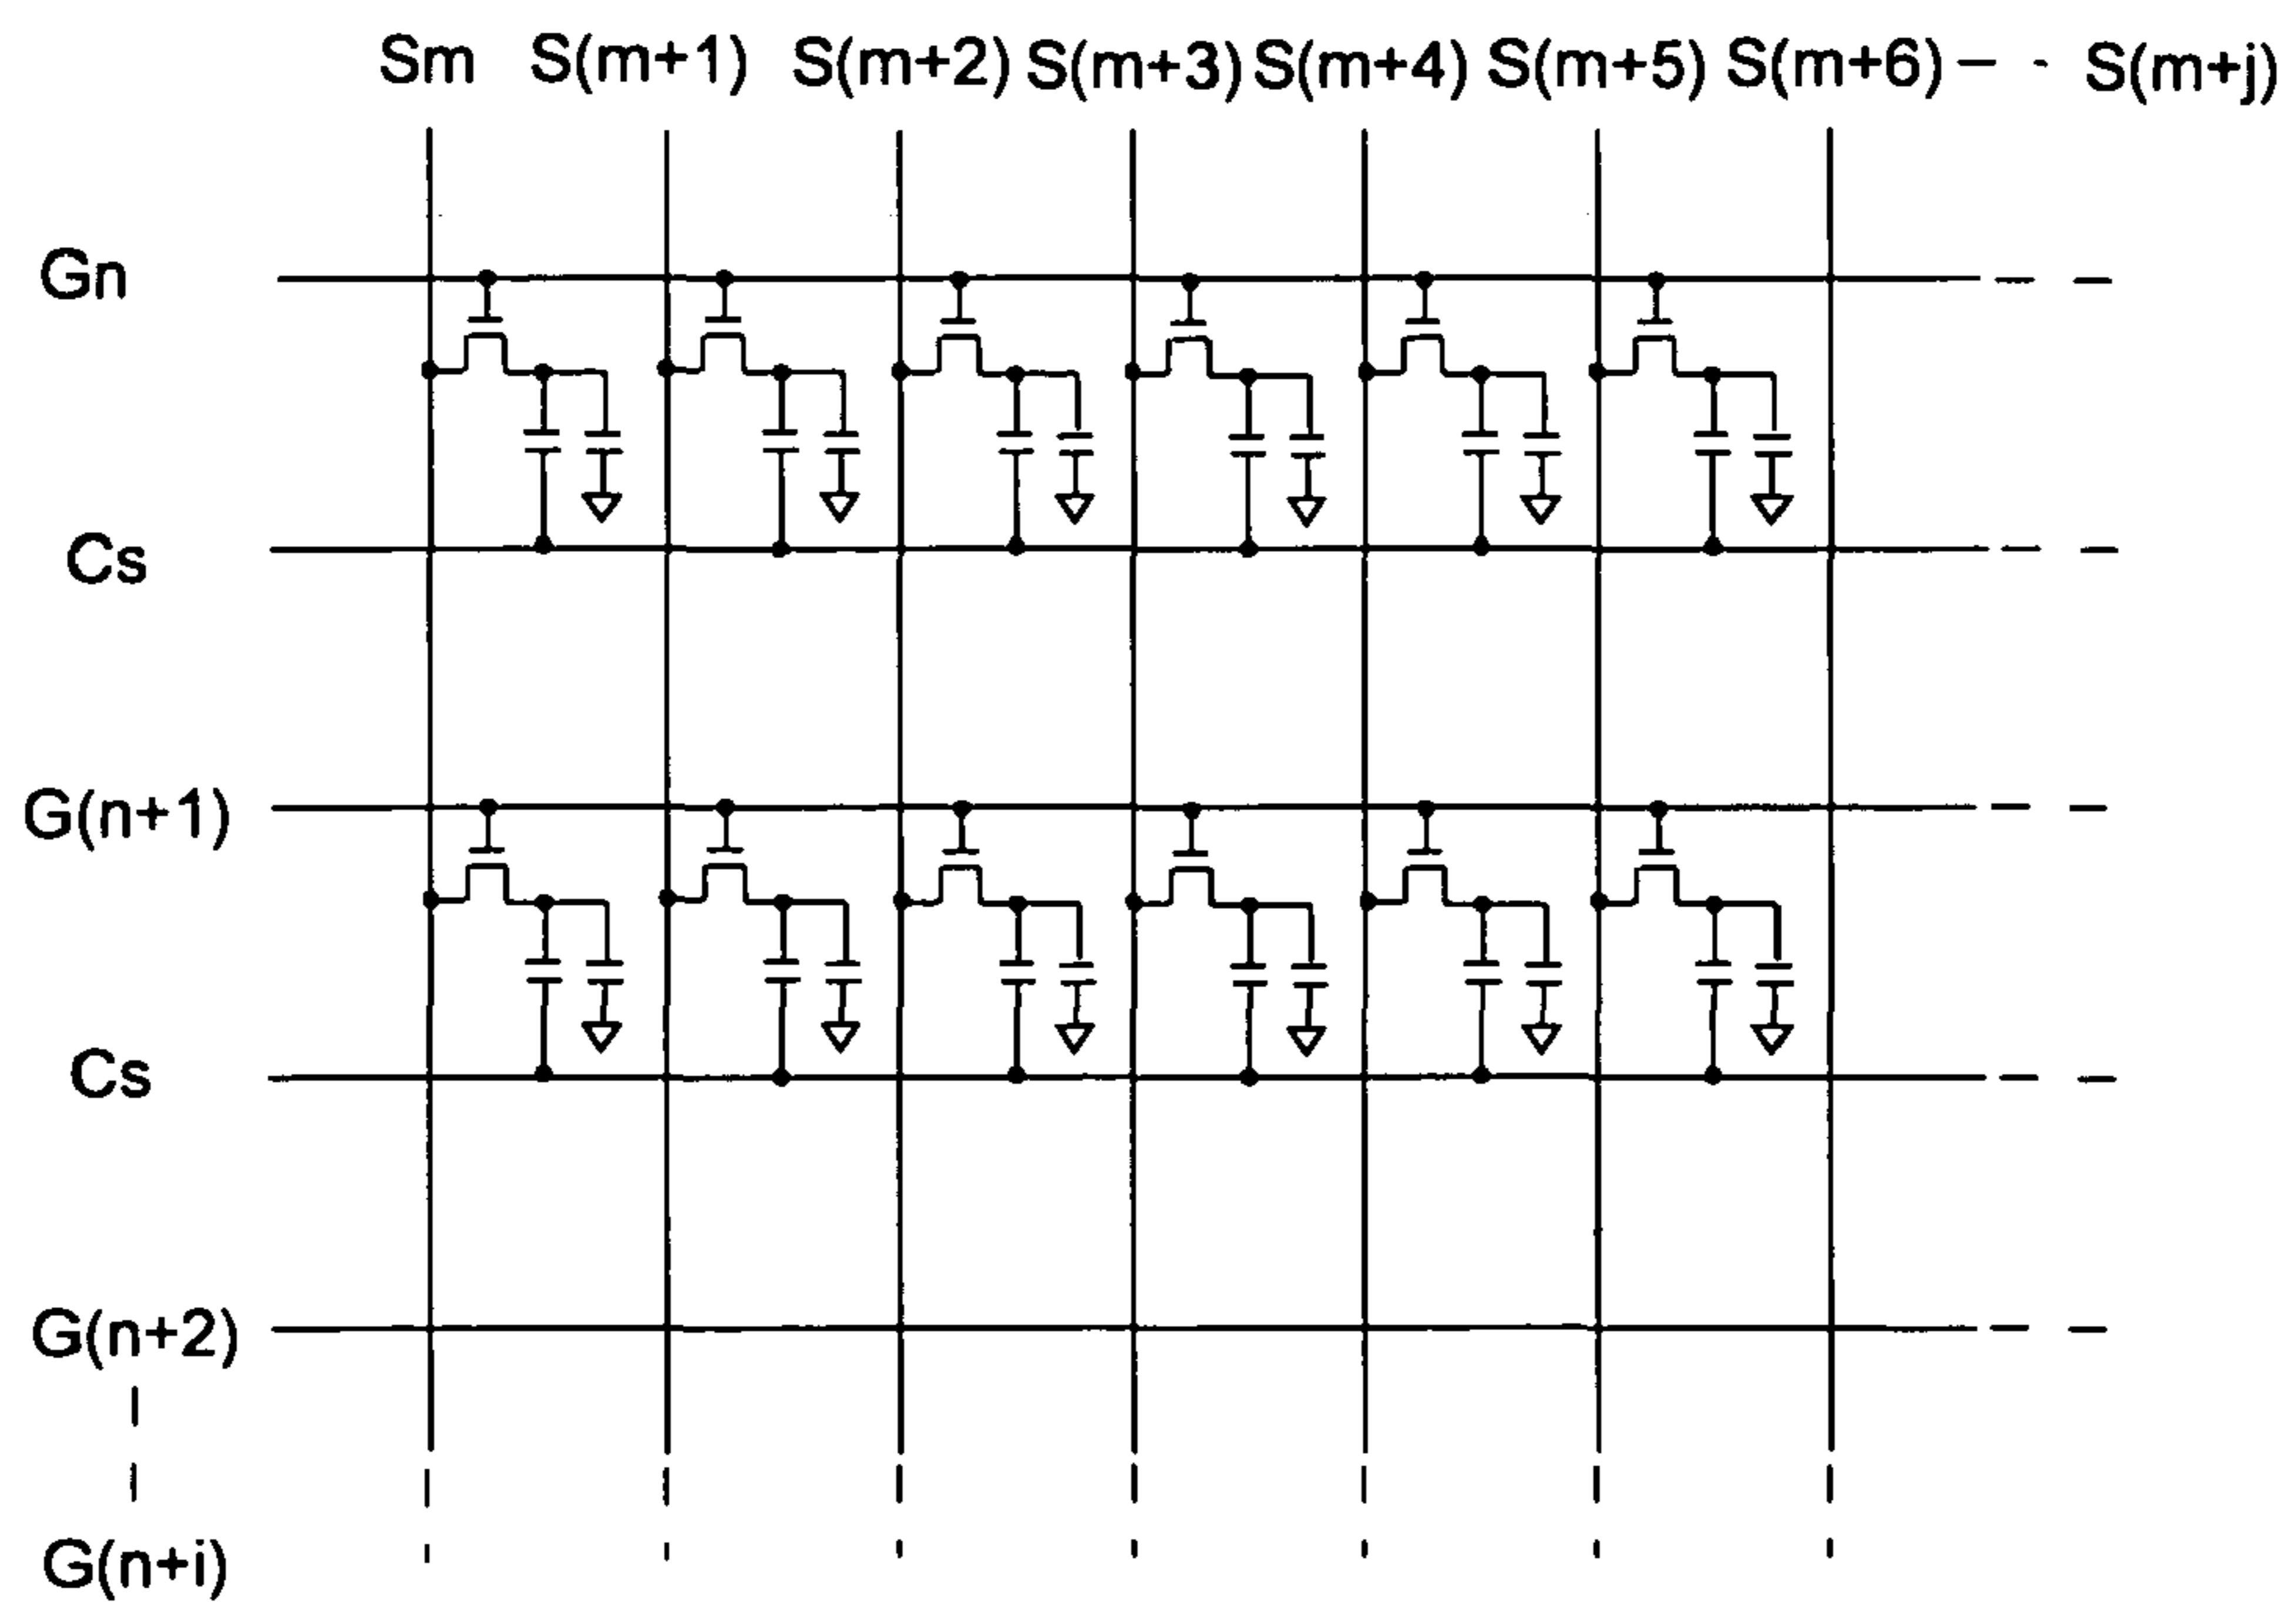 Sm S(m+1) S(m+2) S(m+3) S(m+4) S(m+5) S(m+6) S(m+j)
Gn
Cs
G(n+1)
Cs
G(n+2)
G(n+i)